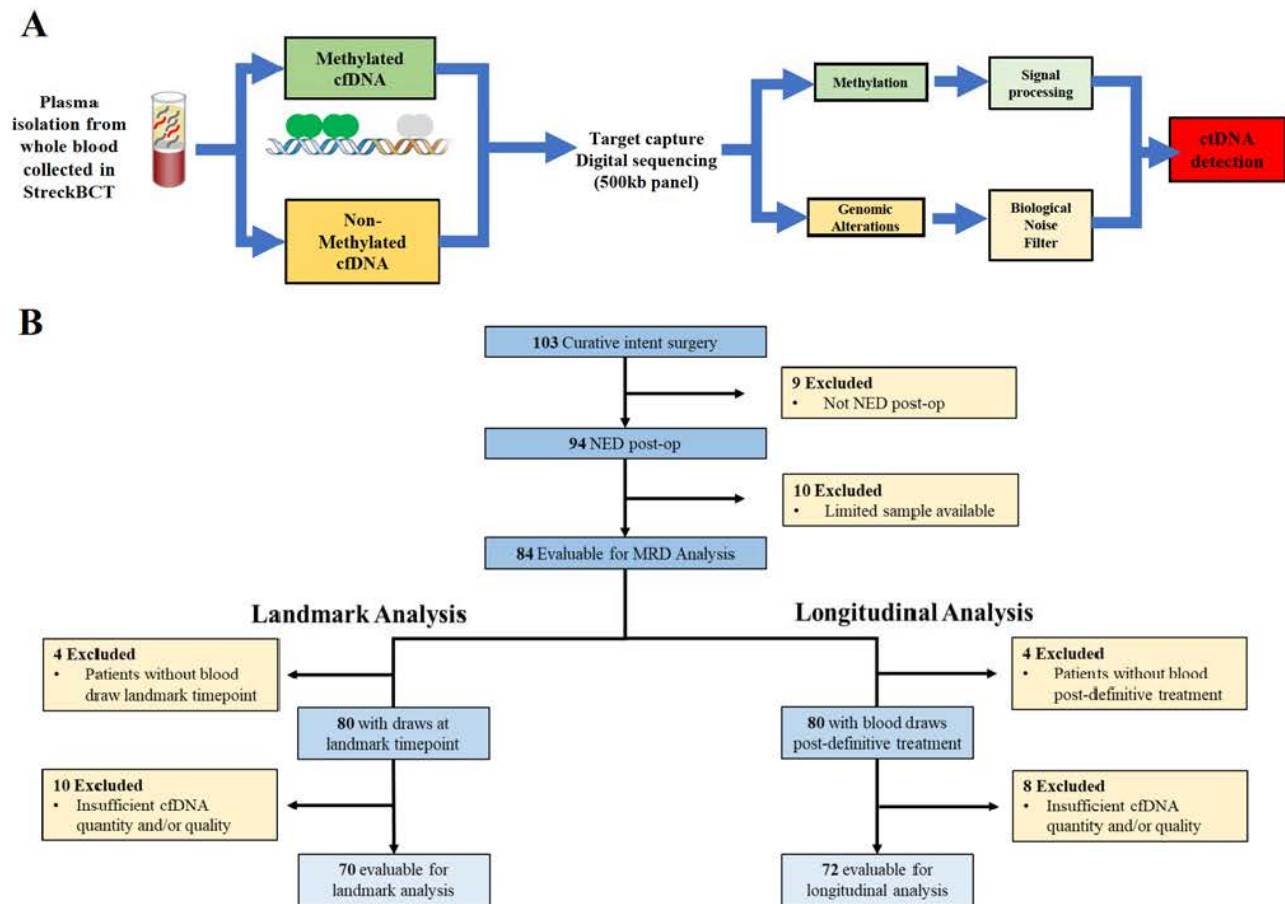 A
Plasma
isolation from
whole blood
collected in
StreckBCT
Methylated
cfDNA
Non-
Methylated
cfDNA
Target capture
Digital sequencing
(500kb panel)
Methylation
Signal
processing
Genomic
Alterations
Biological
Noise
Filter
ctDNA
detection
B
103 Curative intent surgery
9 Excluded
• Not NED post-op
94 NED post-op
10 Excluded
• Limited sample available
84 Evaluable for MRD Analysis
Landmark Analysis
Longitudinal Analysis
4 Excluded
• Patients without blood
draw landmark timepoint
4 Excluded
• Patients without blood
post-definitive treatment
80 with draws at
landmark timepoint
80 with blood draws
post-definitive treatment
10 Excluded
• Insufficient cfDNA
quantity and/or quality
8 Excluded
• Insufficient cfDNA
quantity and/or quality
70 evaluable for
landmark analysis
72 evaluable for
longitudinal analysis